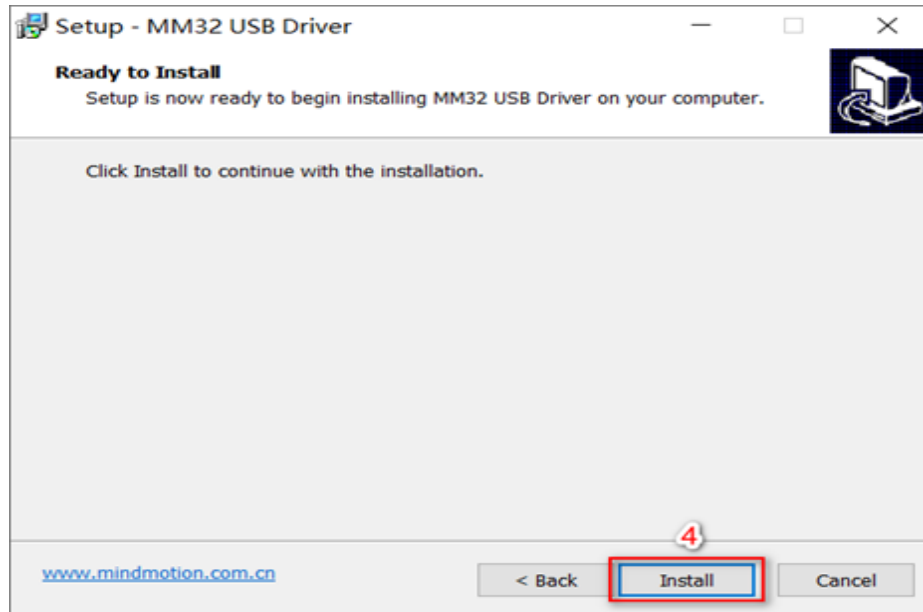 Setup - MM32 USB Driver
Ready to Install
Setup is now ready to begin installing MM32 USB Driver on your computer.
Click Install to continue with the installation.
4
www.mindmotion.com.cn
< Back
Install
Cancel